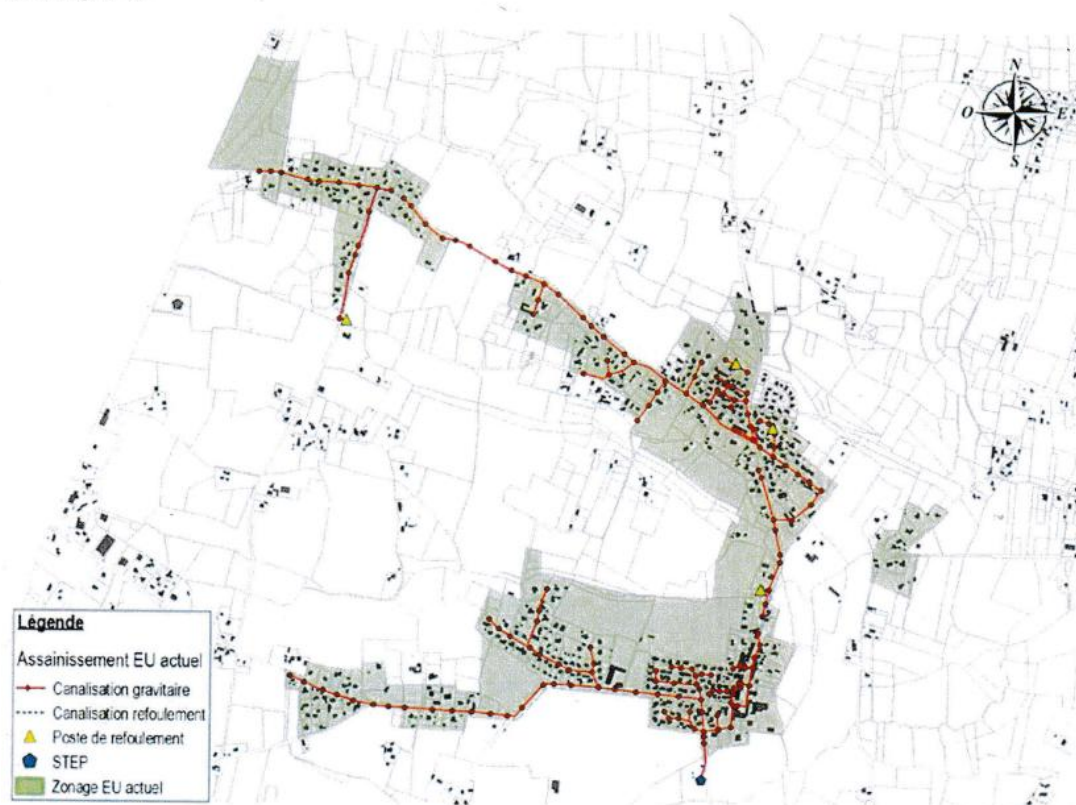 N
O
E
S
Légende
Assainissement EU actuel
Canalisation gravitaire
Canalisation refoulement
Poste de refoulement
STEP
Zonage EU actuel